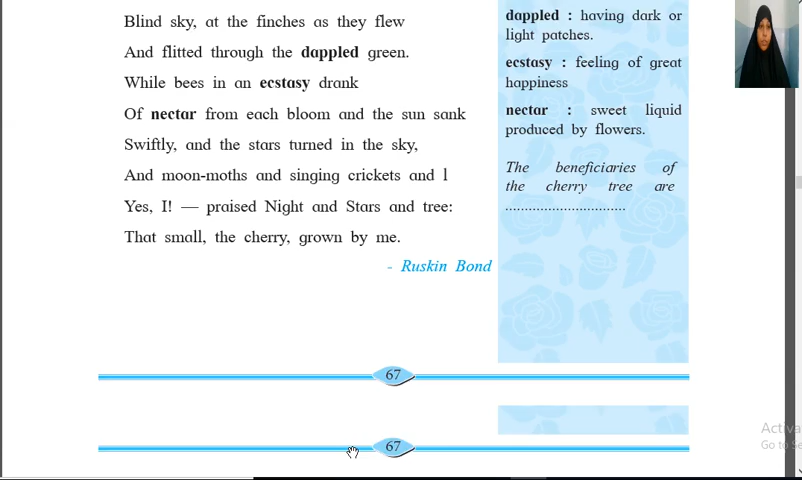 Blind sky, at the finches as they flew
And flitted through the dappled green.
While bees in an ecstasy drank
Of nectar from each bloom and the sun sank
Swiftly, and the stars turned in the sky,
And moon-moths and singing crickets and l
Yes, I! — praised Night and Stars and tree:
That small, the cherry, grown by me.
- Ruskin Bond
dappled : having dark or
light patches.
ecstasy : feeling of great
happiness
nectar : sweet liquid
produced by flowers.
The beneficiaries of
the cherry tree are
...............................
67
67
Activa
Go to Se